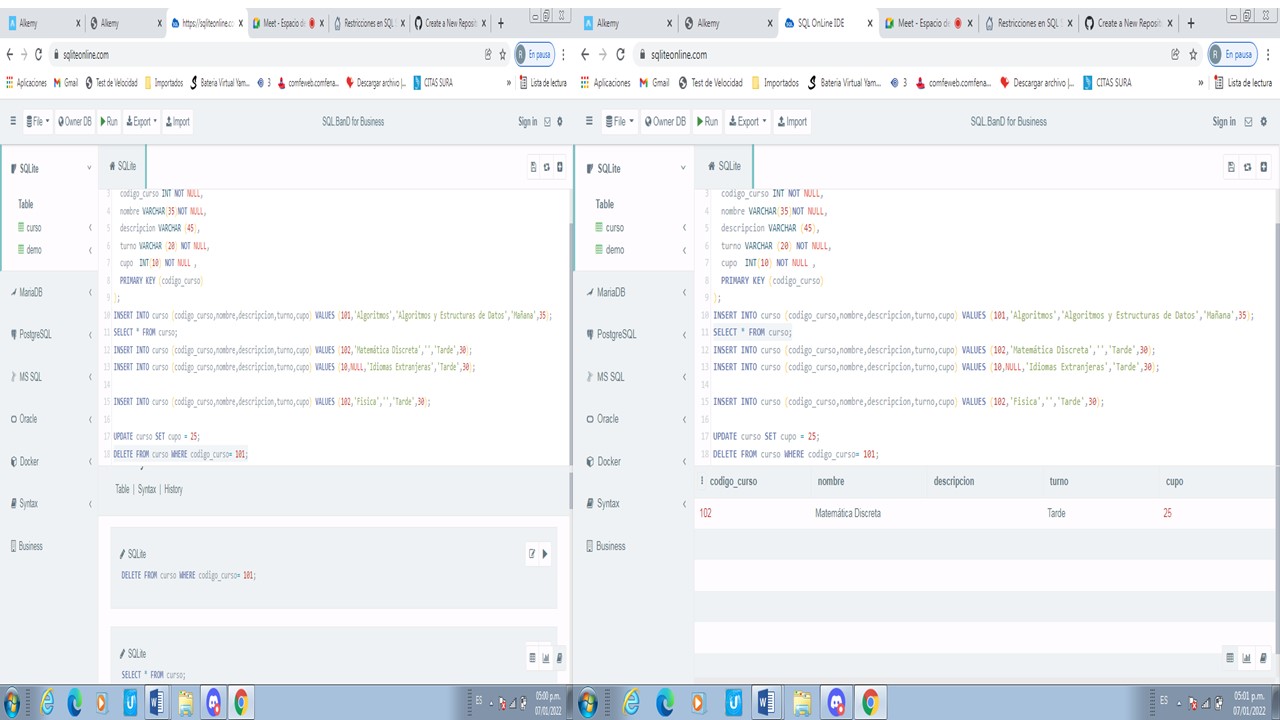 Alkemy
Alkemy
https://sqliteonline.co
Meet - Espacio de
Restricciones en SQL S
Create a New Reposit
sqliteonline.com
R En pausa
Aplicaciones
Gmail
Test de Velocidad
Importados
Bateria Virtual Yam...
3
comfeweb.comfena...
Descargar archivo |...
CITAS SURA
»
Lista de lectura
File
Owner DB
Run
Export
Import
SQL.BanD for Business
Sign in
SQLite
Table
curso
demo
MariaDB
PostgreSQL
MS SQL
Oracle
Docker
Syntax
Business
SQLite
3 codigo_curso INT NOT NULL,
4 nombre VARCHAR(35)NOT NULL,
5 descripcion VARCHAR (45),
6 turno VARCHAR (20) NOT NULL,
7 cupo INT(10) NOT NULL ,
8 PRIMARY KEY (codigo_curso)
9 );
10 INSERT INTO curso (codigo_curso,nombre,descripcion,turno,cupo) VALUES (101,'Algoritmos','Algoritmos y Estructuras de Datos','Mañana',35);
11 SELECT * FROM curso;
12 INSERT INTO curso (codigo_curso,nombre,descripcion,turno,cupo) VALUES (102,'Matemática Discreta','','Tarde',30);
13 INSERT INTO curso (codigo_curso,nombre,descripcion,turno,cupo) VALUES (10,NULL,'Idiomas Extranjeras','Tarde',30);
14
15 INSERT INTO curso (codigo_curso,nombre,descripcion,turno,cupo) VALUES (102,'Fisica','','Tarde',30);
16
17 UPDATE curso SET cupo = 25;
18 DELETE FROM curso WHERE codigo_curso= 101;
Table | Syntax | History
SQLite
DELETE FROM curso WHERE codigo_curso= 101;
SQLite
SELECT * FROM curso;
ES
05:00 p.m.
07/01/2022
Alkemy
Alkemy
SQL OnLine IDE
Meet - Espacio de
Restricciones en SQL S
Create a New Reposit
sqliteonline.com
R En pausa
Aplicaciones
Gmail
Test de Velocidad
Importados
Bateria Virtual Yam...
3
comfeweb.comfena...
Descargar archivo |...
CITAS SURA
»
Lista de lectura
File
Owner DB
Run
Export
Import
SQL.BanD for Business
Sign in
SQLite
Table
curso
demo
MariaDB
PostgreSQL
MS SQL
Oracle
Docker
Syntax
Business
SQLite
3 codigo_curso INT NOT NULL,
4 nombre VARCHAR(35)NOT NULL,
5 descripcion VARCHAR (45),
6 turno VARCHAR (20) NOT NULL,
7 cupo INT(10) NOT NULL ,
8 PRIMARY KEY (codigo_curso)
9 );
10 INSERT INTO curso (codigo_curso,nombre,descripcion,turno,cupo) VALUES (101,'Algoritmos','Algoritmos y Estructuras de Datos','Mañana',35);
11 SELECT * FROM curso;
12 INSERT INTO curso (codigo_curso,nombre,descripcion,turno,cupo) VALUES (102,'Matemática Discreta','','Tarde',30);
13 INSERT INTO curso (codigo_curso,nombre,descripcion,turno,cupo) VALUES (10,NULL,'Idiomas Extranjeras','Tarde',30);
14
15 INSERT INTO curso (codigo_curso,nombre,descripcion,turno,cupo) VALUES (102,'Fisica','','Tarde',30);
16
17 UPDATE curso SET cupo = 25;
18 DELETE FROM curso WHERE codigo_curso= 101;
codigo_curso nombre descripcion turno cupo
102 Matemática Discreta Tarde 25
ES
05:01 p.m.
07/01/2022